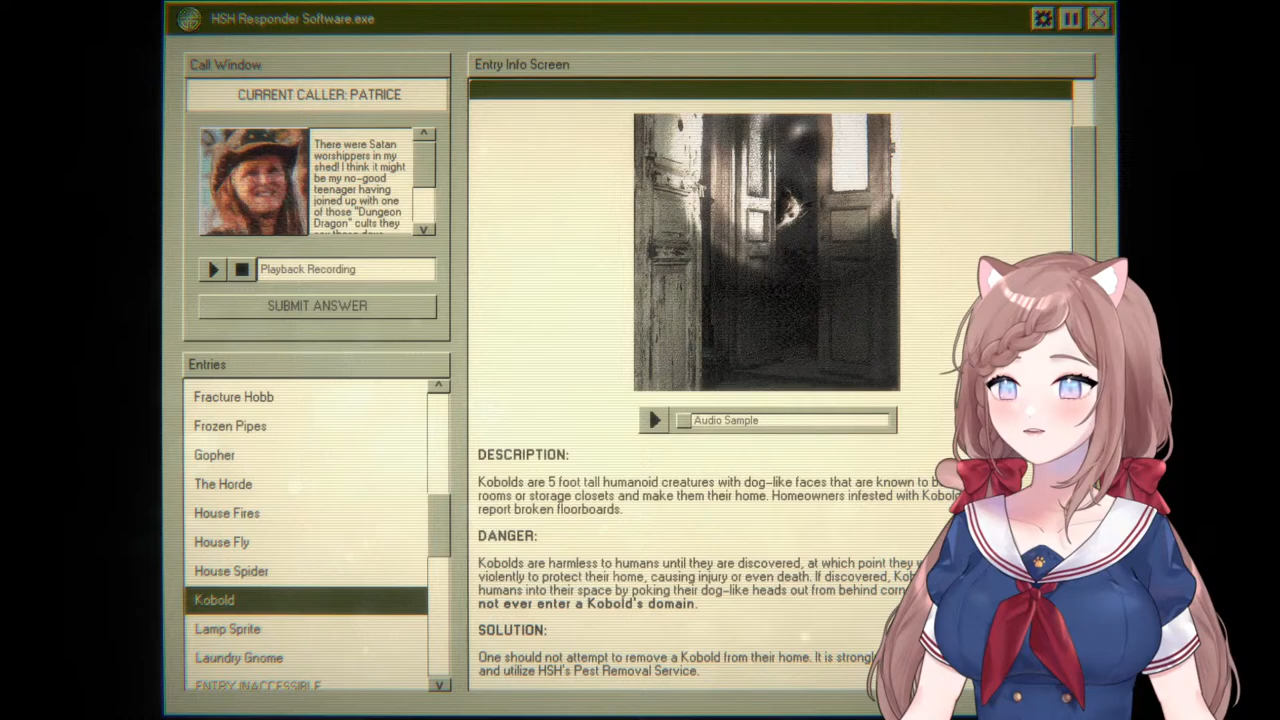 HSH Responder Software.exe
Call Window
CURRENT CALLER: PATRICE
There were Satan
worshippers in my
shed! I think it might
be my no-good
teenager having
joined up with one
of those "Dungeon
Dragon" cults they
Playback Recording
SUBMIT ANSWER
Entries
Fracture Hobb
Frozen Pipes
Gopher
The Horde
House Fires
House Fly
House Spider
Kobold
Lamp Sprite
Laundry Gnome
ENTRY INACCESSIBLE
Entry Info Screen
Audio Sample
DESCRIPTION:
Kobolds are 5 foot tall humanoid creatures with dog-like faces that are known to
rooms or storage closets and make them their home. Homeowners infested with
report broken floorboards.
DANGER:
Kobolds are harmless to humans until they are discovered, at which point they
violently to protect their home, causing injury or even death. If discovered,
humans into their space by poking their dog-like heads out from behind
not ever enter a Kobold's domain.
SOLUTION:
One should not attempt to remove a Kobold from their home. It is
and utilize HSH's Pest Removal Service.